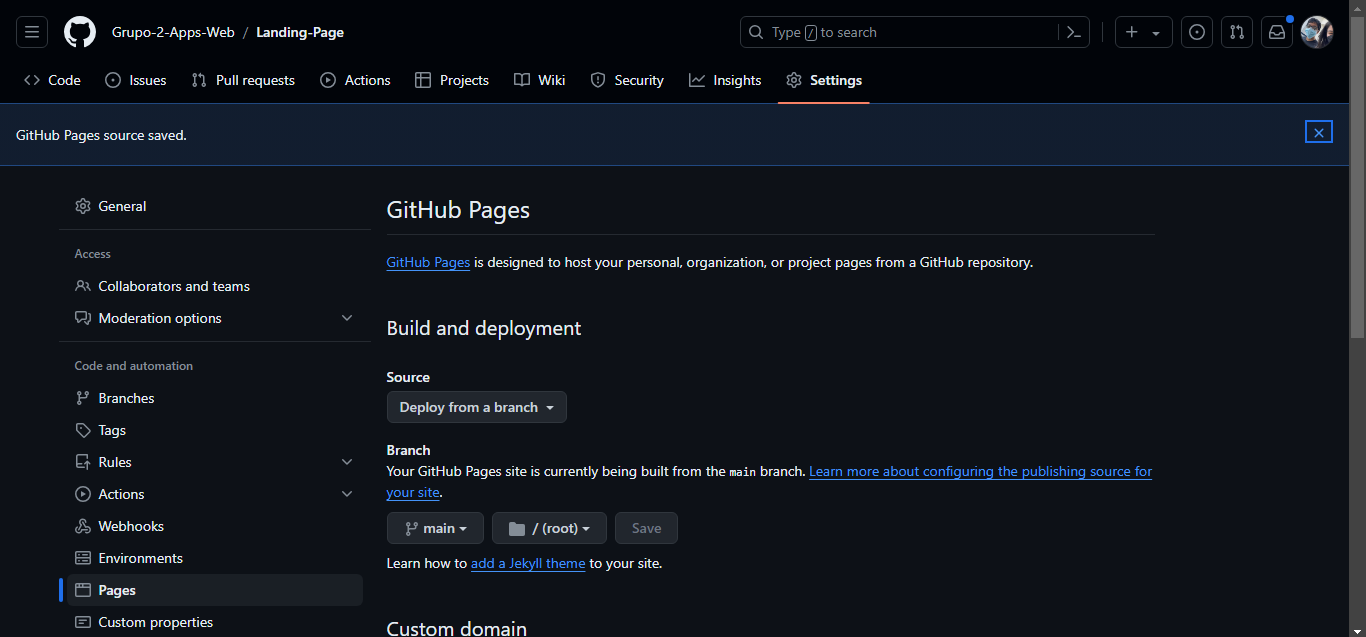 Grupo-2-Apps-Web / Landing-Page
Type / to search
Code
Issues
Pull requests
Actions
Projects
Wiki
Security
Insights
Settings
GitHub Pages source saved.
General
Access
Collaborators and teams
Moderation options
Code and automation
Branches
Tags
Rules
Actions
Webhooks
Environments
Pages
Custom properties
GitHub Pages
GitHub Pages is designed to host your personal, organization, or project pages from a GitHub repository.
Build and deployment
Source
Deploy from a branch
Branch
Your GitHub Pages site is currently being built from the main branch. Learn more about configuring the publishing source for
your site.
main
/ (root)
Save
Learn how to add a Jekyll theme to your site.
Custom domain